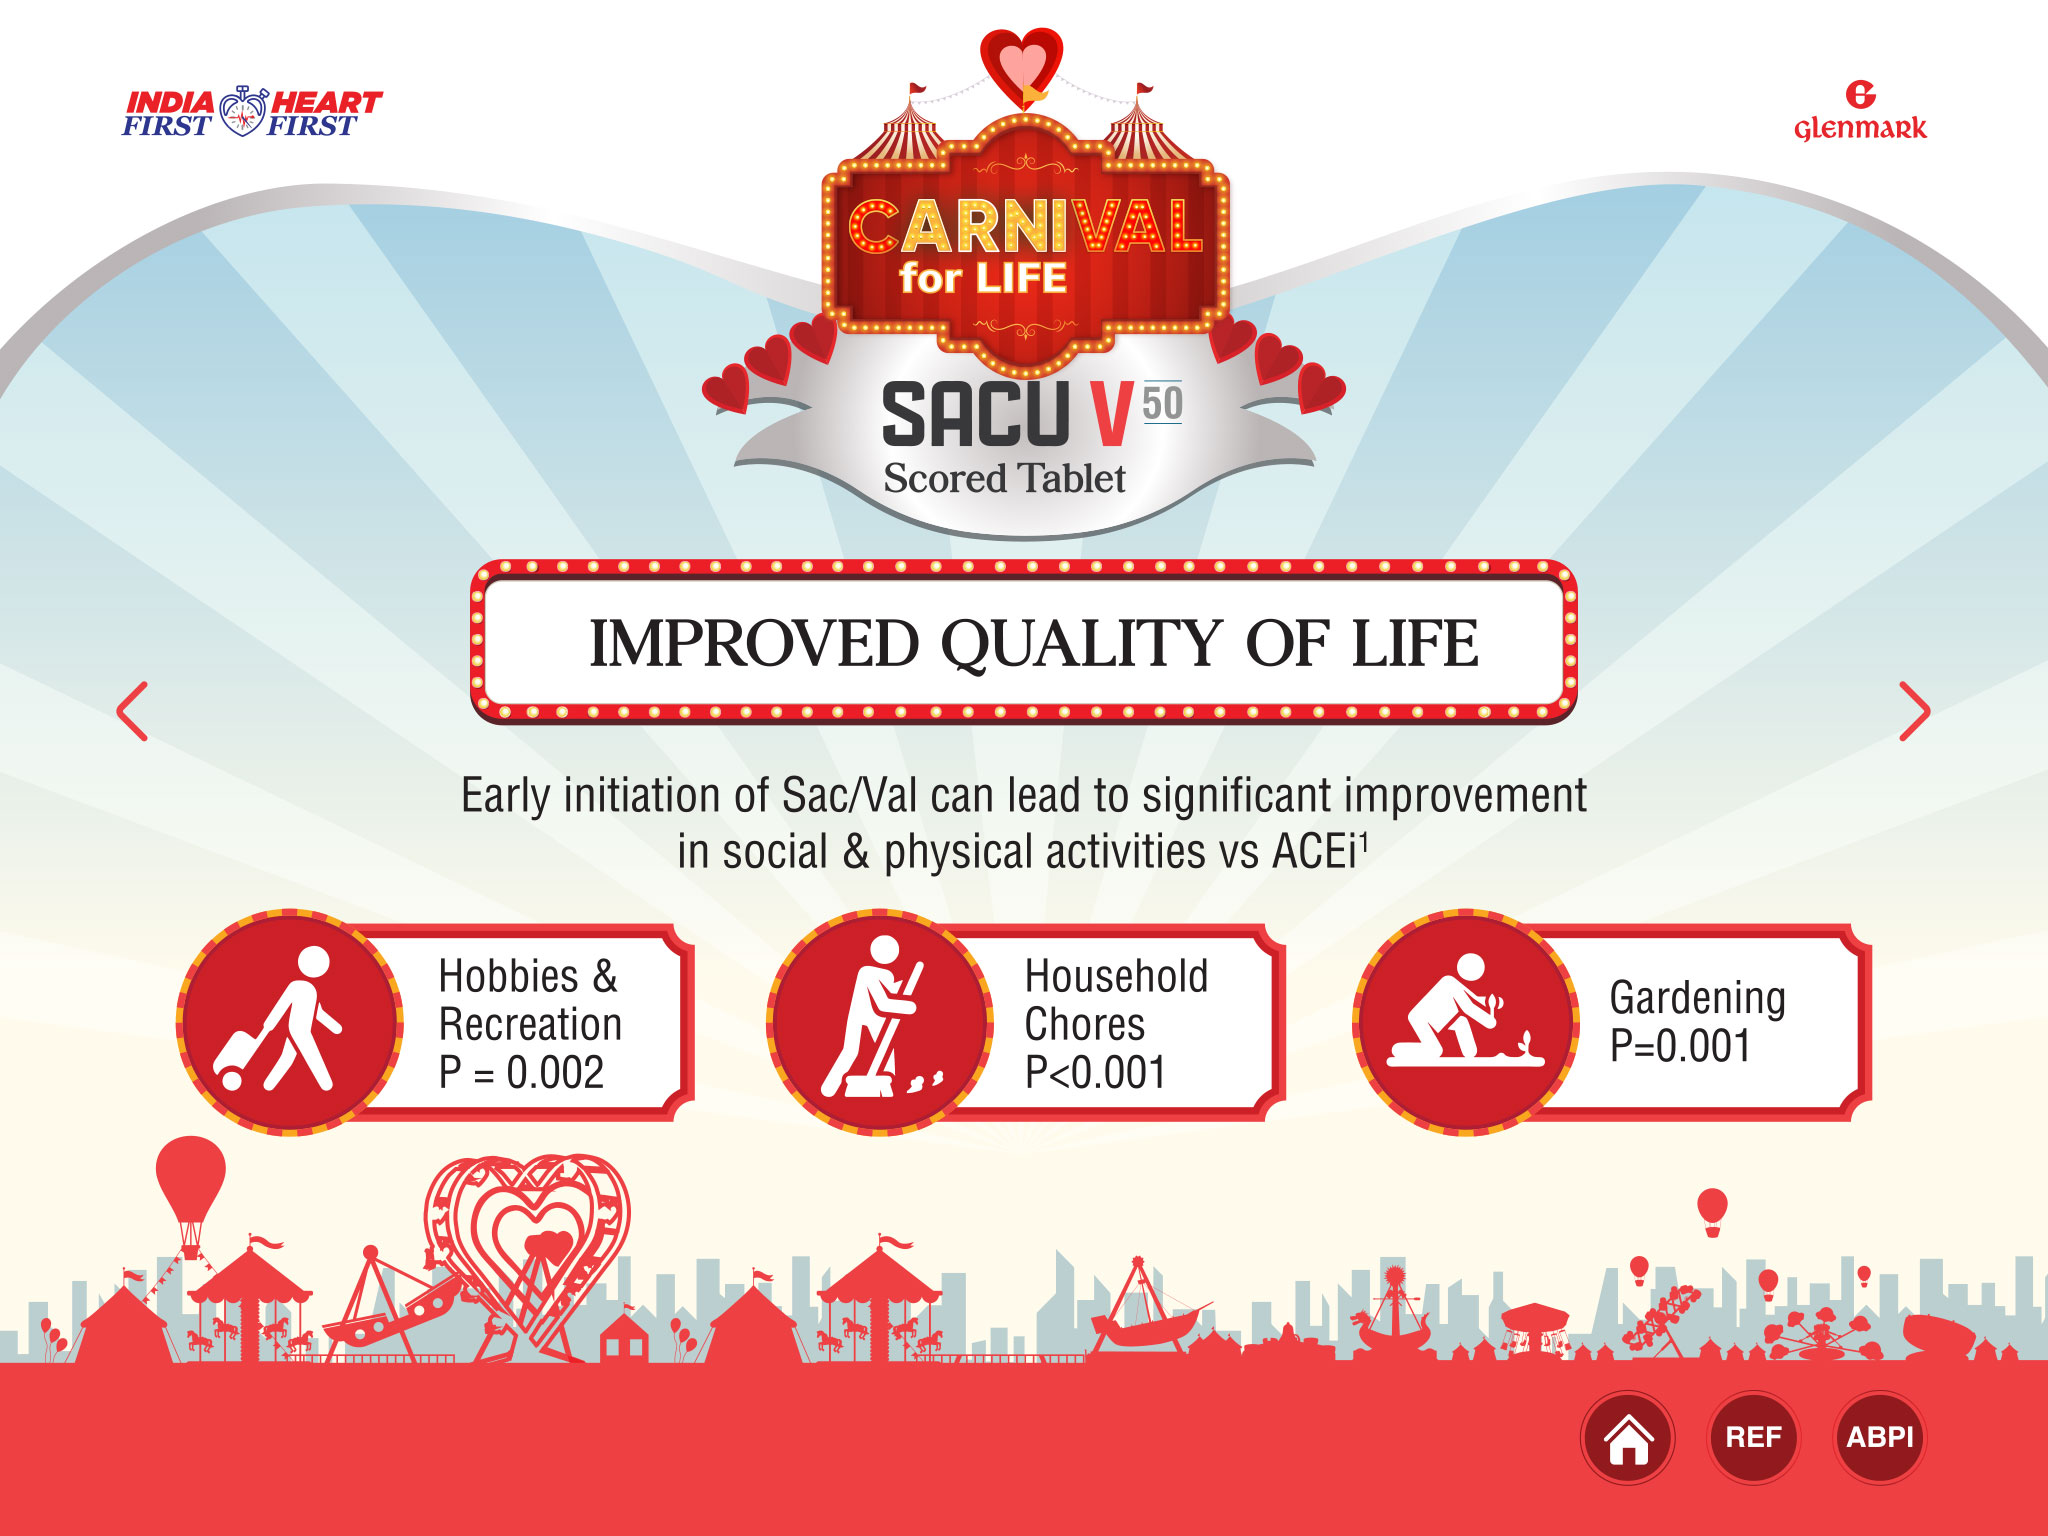 INDIA HEART
FIRST FIRST
glenmark
CARNIVAL
for LIFE
SACU V 50
Scored Tablet
IMPROVED QUALITY OF LIFE
Early initiation of Sac/Val can lead to significant improvement
in social & physical activities vs ACEi¹
Hobbies &
Recreation
P = 0.002
Household
Chores
P<0.001
Gardening
P=0.001
REF
ABPI